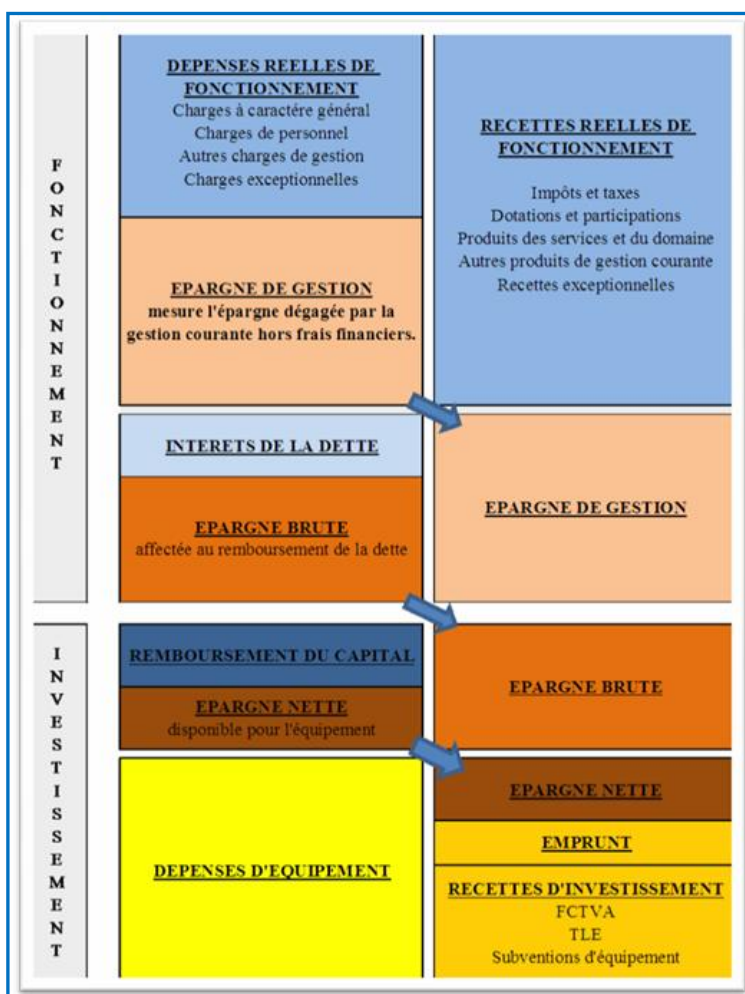 FONCTIONNEMENT
DEPENSES REELLES DE
FONCTIONNEMENT
Charges à caractére général
Charges de personnel
Autres charges de gestion
Charges exceptionnelles
RECETTES REELLES DE
FONCTIONNEMENT
Impôts et taxes
Dotations et participations
Produits des services et du domaine
Autres produits de gestion courante
Recettes exceptionnelles
EPARGNE DE GESTION
mesure l'épargne dégagée par la
gestion courante hors frais financiers.
INTERETS DE LA DETTE
EPARGNE BRUTE
affectée au remboursement de la dette
EPARGNE DE GESTION
INVESTISSEMENT
REMBOURSEMENT DU CAPITAL
EPARGNE NETTE
disponible pour l'équipement
EPARGNE BRUTE
DEPENSES D'EQUIPEMENT
EPARGNE NETTE
EMPRUNT
RECETTES D'INVESTISSEMENT
FCTVA
TLE
Subventions d'équipement